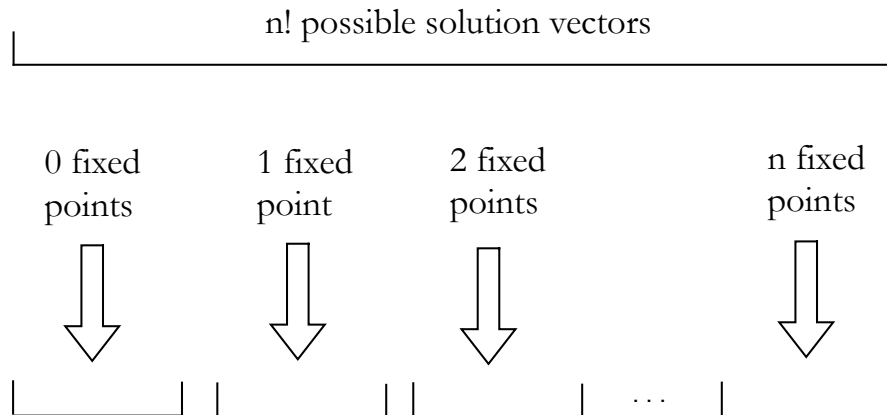 n! possible solution vectors
0 fixed points
1 fixed point
2 fixed points
n fixed points
. . .